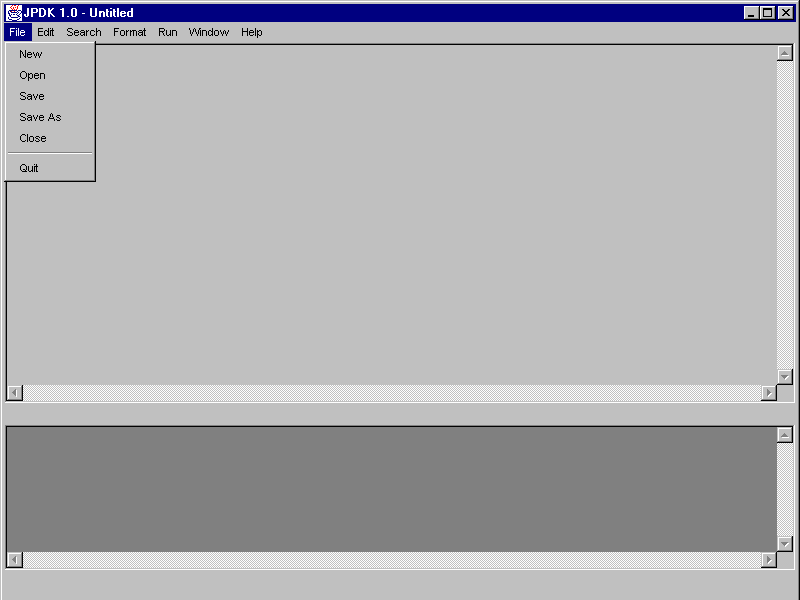 JPDK 1.0 - Untitled
File Edit Search Format Run Window Help
New
Open
Save
Save As
Close
Quit